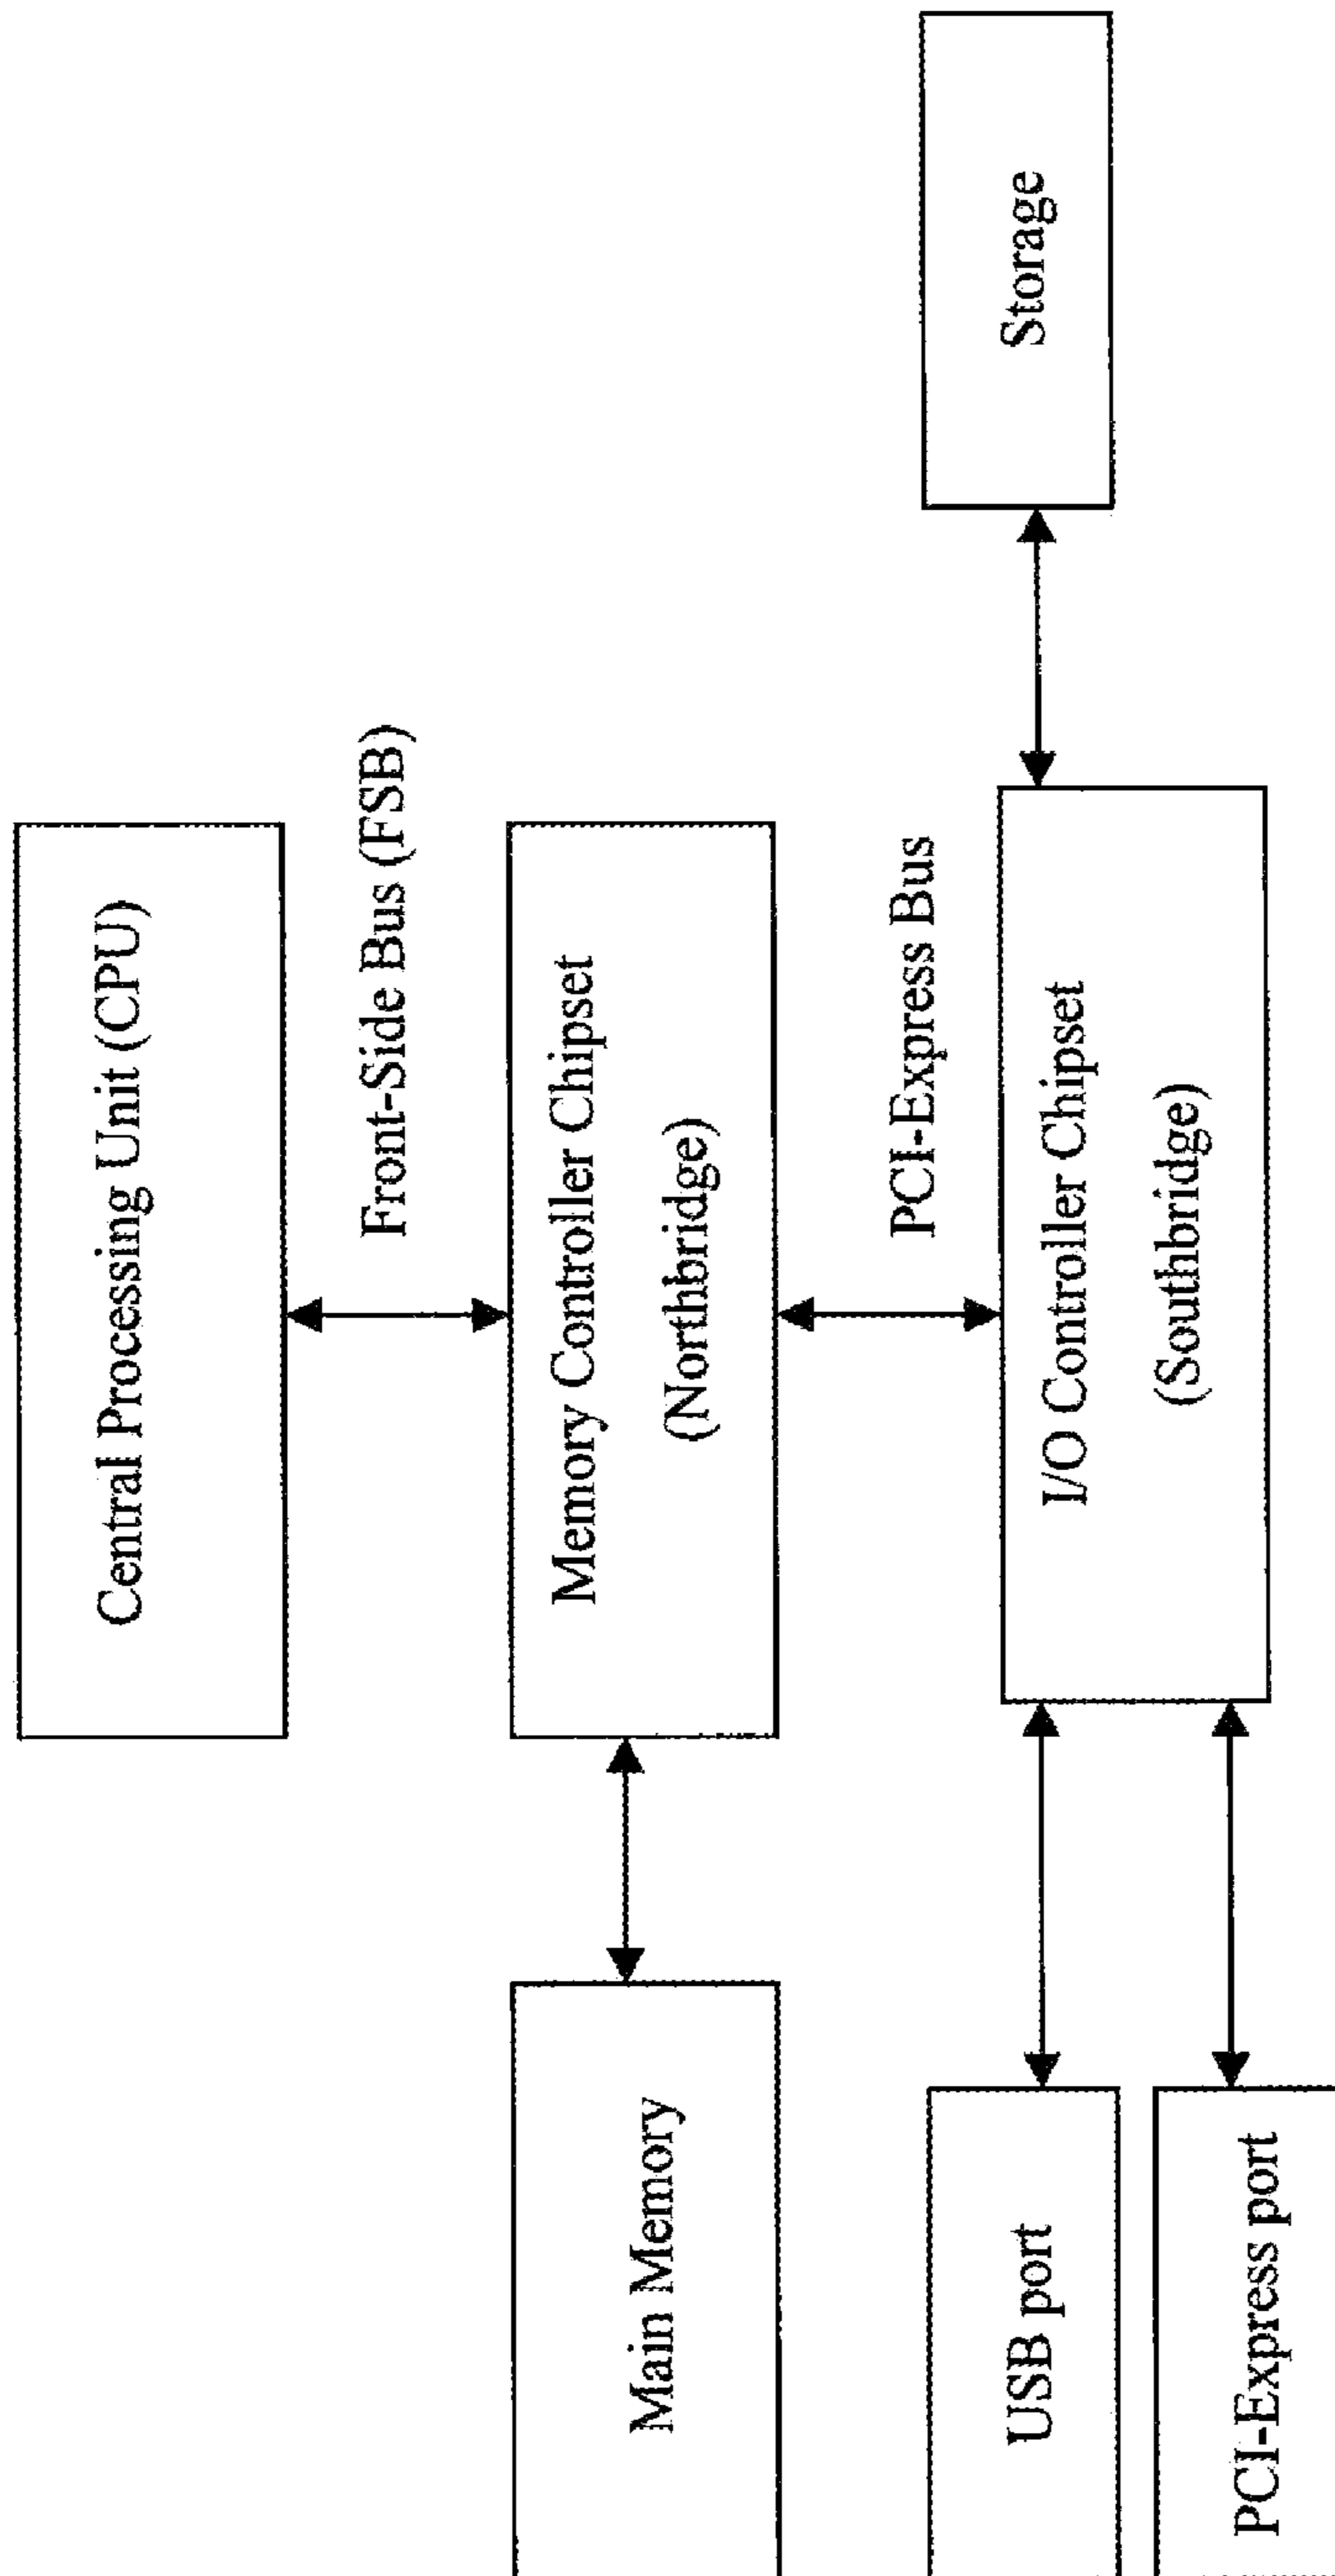 Central Processing Unit (CPU)
Front-Side Bus (FSB)
Memory Controller Chipset
(Northbridge)
Main Memory
PCI-Express Bus
I/O Controller Chipset
(Southbridge)
Storage
USB port
PCI-Express port